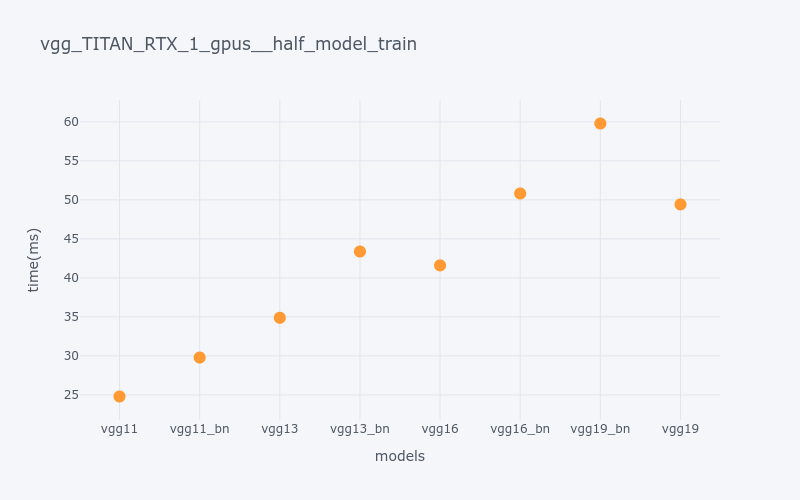 vgg_TITAN_RTX_1_gpus__half_model_train
60
55
50
45
40
35
30
25
time(ms)
vgg11 vgg11_bn vgg13 vgg13_bn vgg16 vgg16_bn vgg19_bn vgg19
models